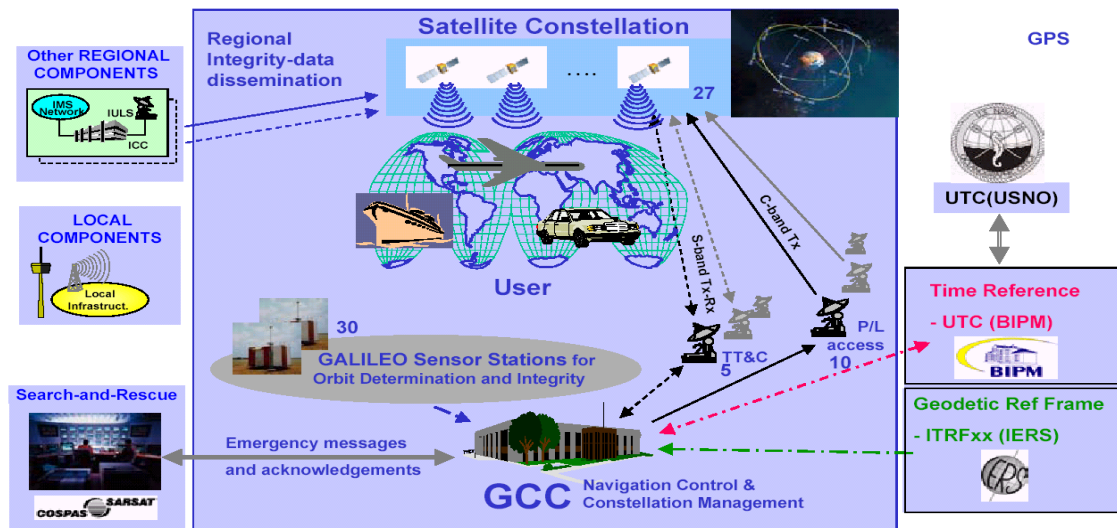 Other REGIONAL
COMPONENTS
IMS
Network
IULS
ICC
LOCAL
COMPONENTS
Local
Infrastruct.
Search-and-Rescue
COSPAS SARSAT
Regional
Integrity-data
dissemination
Satellite Constellation
....
27
User
S-band Tx-Rx
C-band Tx
30
GALILEO Sensor Stations for
Orbit Determination and Integrity
TT&C
5
P/L
access
10
Emergency messages
and acknowledgements
GCC
Navigation Control &
Constellation Management
GPS
UTC(USNO)
Time Reference
- UTC (BIPM)
BIPM
Geodetic Ref Frame
- ITRFxx (IERS)
IERS